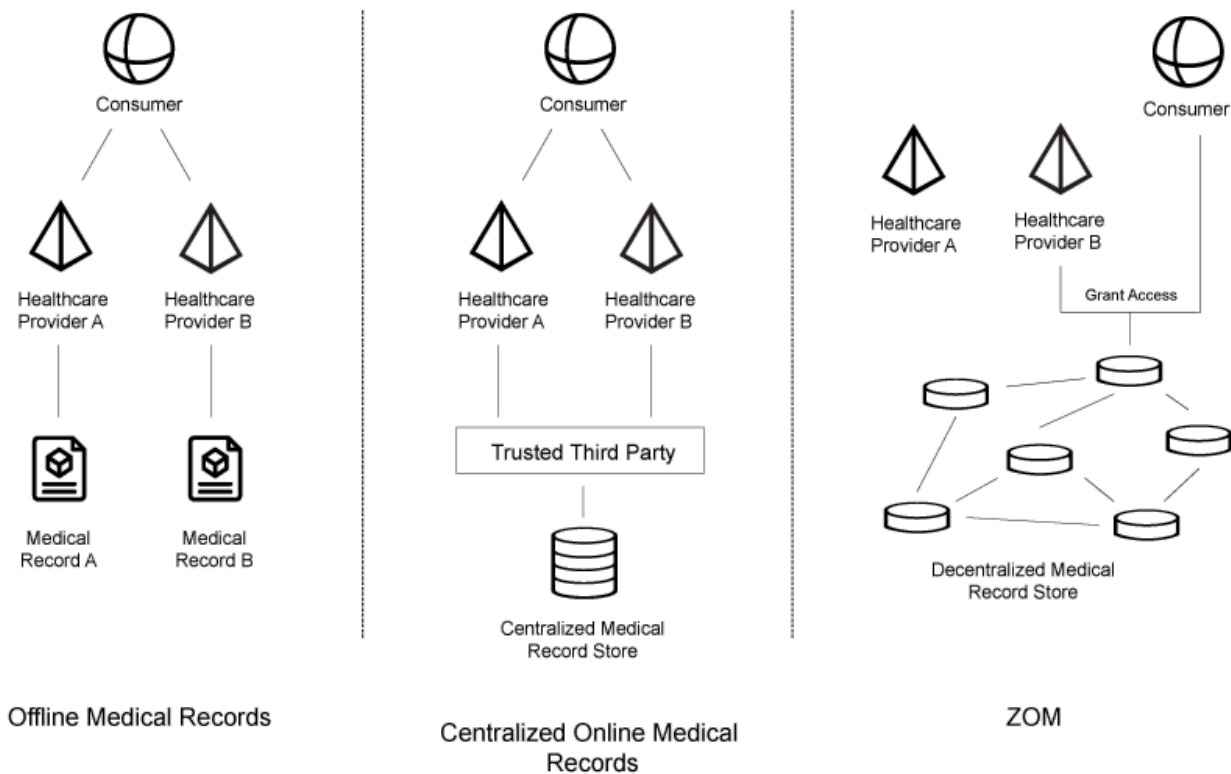 Consumer
Healthcare
Provider A
Healthcare
Provider B
Medical
Record A
Medical
Record B
Offline Medical Records
Consumer
Healthcare
Provider A
Healthcare
Provider B
Trusted Third Party
Centralized Medical
Record Store
Centralized Online Medical
Records
Consumer
Healthcare
Provider A
Healthcare
Provider B
Grant Access
Decentralized Medical
Record Store
ZOM